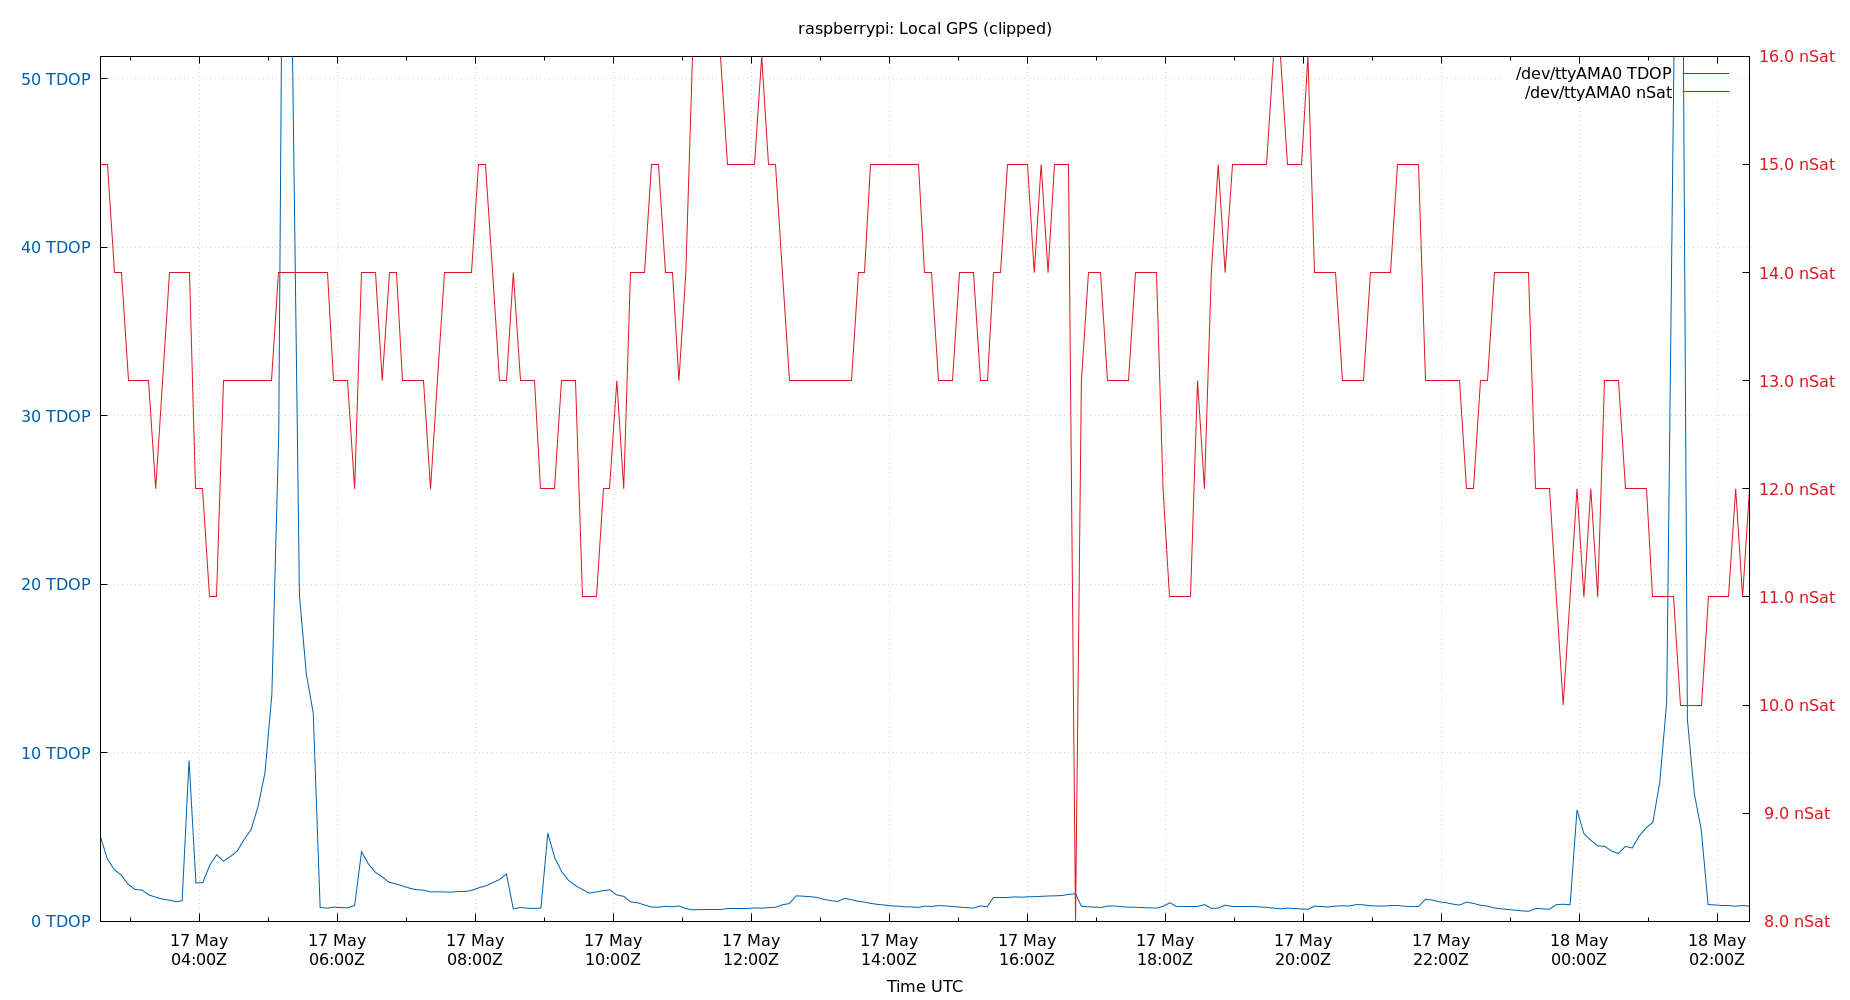 raspberrypi: Local GPS (clipped)
/dev/ttyAMA0 TDOP
/dev/ttyAMA0 nSat
50 TDOP
40 TDOP
30 TDOP
20 TDOP
10 TDOP
0 TDOP
16.0 nSat
15.0 nSat
14.0 nSat
13.0 nSat
12.0 nSat
11.0 nSat
10.0 nSat
9.0 nSat
8.0 nSat
17 May 17 May 17 May 17 May 17 May 17 May 17 May 17 May 17 May 17 May 18 May 18 May
04:00Z 06:00Z 08:00Z 10:00Z 12:00Z 14:00Z 16:00Z 18:00Z 20:00Z 22:00Z 00:00Z 02:00Z
Time UTC